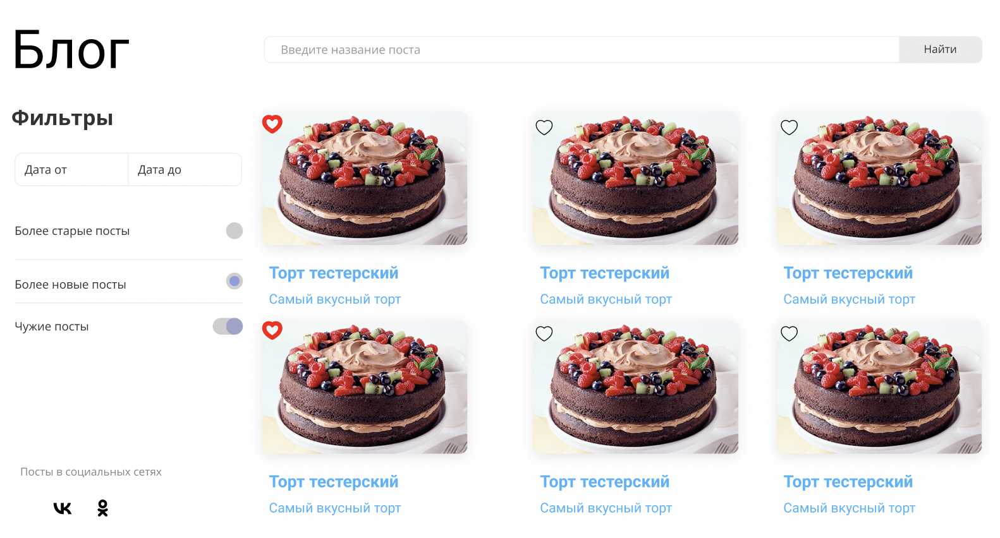 Блог
Введите название поста
Найти
Фильтры
Дата от
Дата до
Более старые посты
Более новые посты
Чужие посты
Посты в социальных сетях
Торт тестерский
Самый вкусный торт
Торт тестерский
Самый вкусный торт
Торт тестерский
Самый вкусный торт
Торт тестерский
Самый вкусный торт
Торт тестерский
Самый вкусный торт
Торт тестерский
Самый вкусный торт